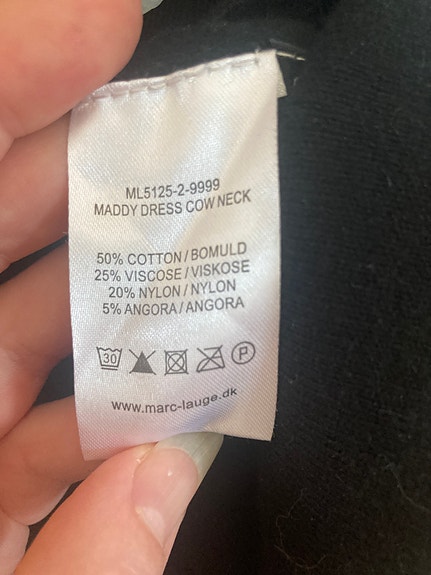 ML5125-2-9999
MADDY DRESS COW NECK
50% COTTON / BOMULD
25% VISCOSE / VISKOSE
20% NYLON / NYLON
5% ANGORA / ANGORA
30 P
www.marc-lauge.dk